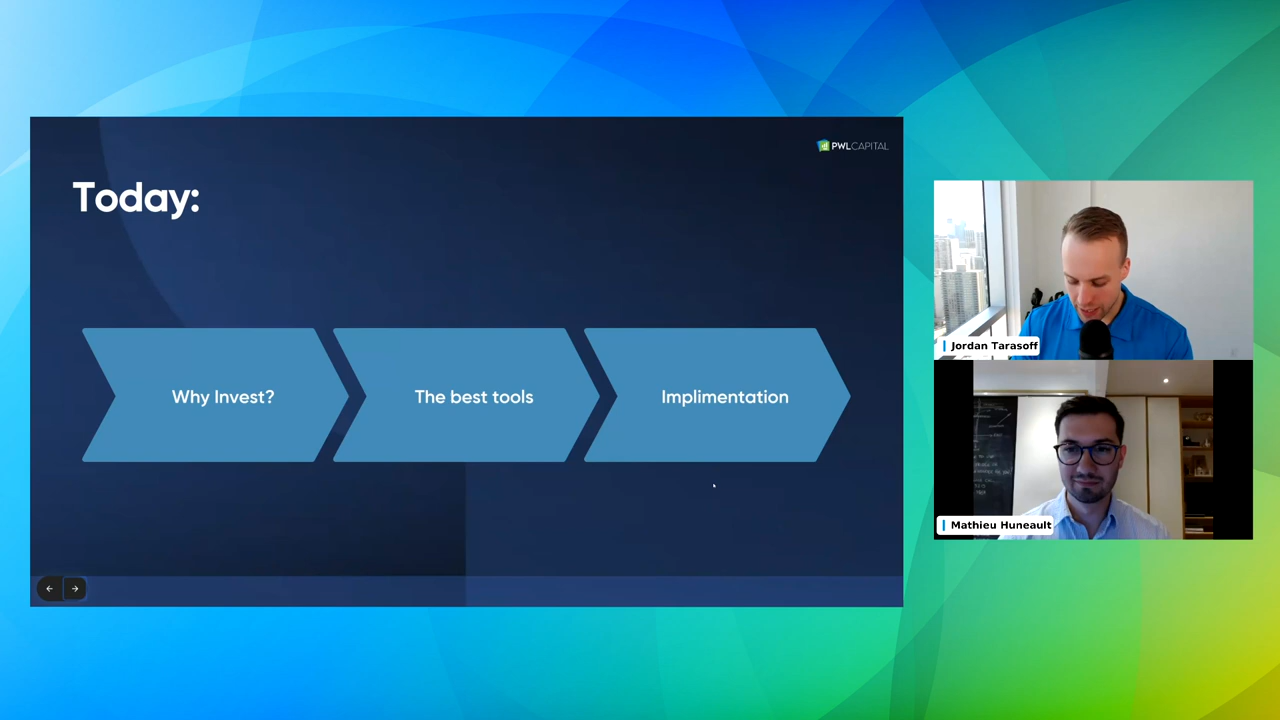 PWLCAPITAL
Today:
Why Invest?
The best tools
Implimentation
Jordan Tarasoff
Mathieu Huneault